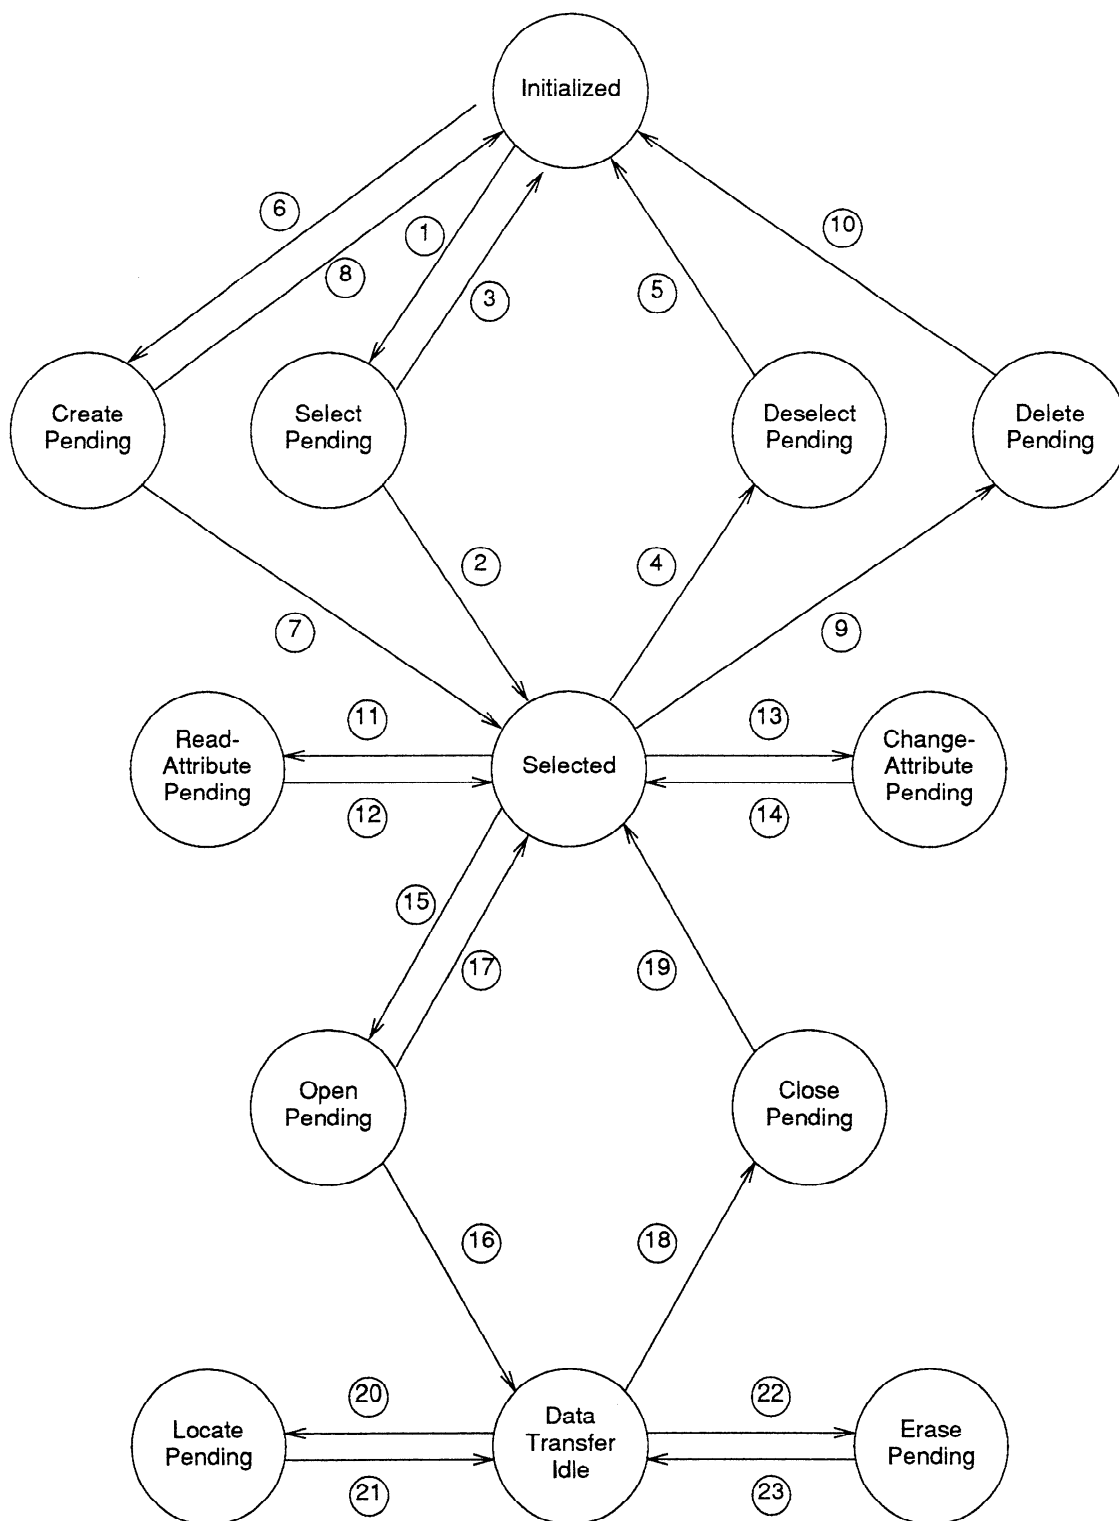 Initialized
6
1
10
8
3
5
Create
Pending
Select
Pending
Deselect
Pending
Delete
Pending
2
4
7
9
11
13
Read-
Attribute
Pending
Selected
Change-
Attribute
Pending
12
14
15
17
19
Open
Pending
Close
Pending
16
18
20
22
Locate
Pending
Data
Transfer
Idle
Erase
Pending
21
23